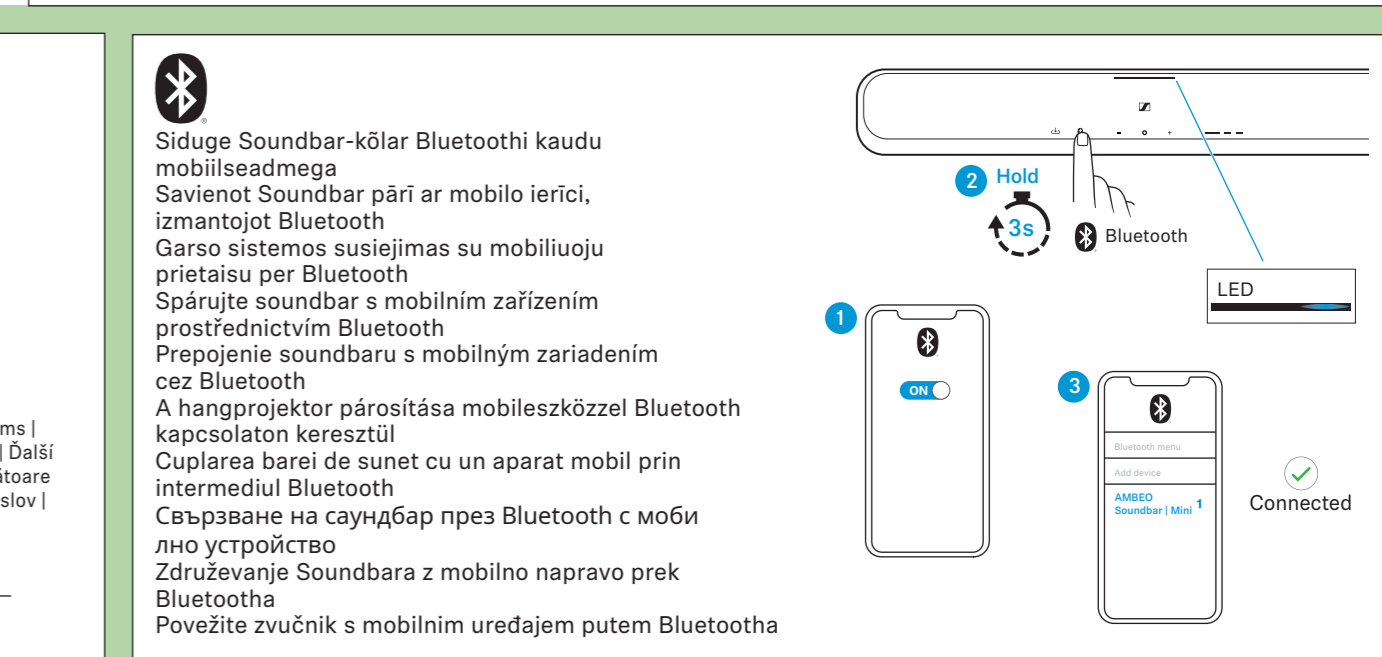 ms |
| Ďalší
ătoare
slov |
Siduge Soundbar-kõlar Bluetoothi kaudu
mobiilseadmega
Savienot Soundbar pārī ar mobilo ierīci,
izmantojot Bluetooth
Garso sistemos susiejimas su mobiliuoju
prietaisu per Bluetooth
Spárujte soundbar s mobilním zařízením
prostřednictvím Bluetooth
Prepojenie soundbaru s mobilným zariadením
cez Bluetooth
A hangprojektor párosítása mobileszközzel Bluetooth
kapcsolaton keresztül
Cuplarea barei de sunet cu un aparat mobil prin
intermediul Bluetooth
Свързване на саундбар през Bluetooth с моби
лно устройство
Združevanje Soundbara z mobilno napravo prek
Bluetootha
Povežite zvučnik s mobilnim uređajem putem Bluetootha
1
ON
2 Hold
3s
Bluetooth
LED
3
Bluetooth menu
Add device
AMBEO
Soundbar | Mini 1
Connected